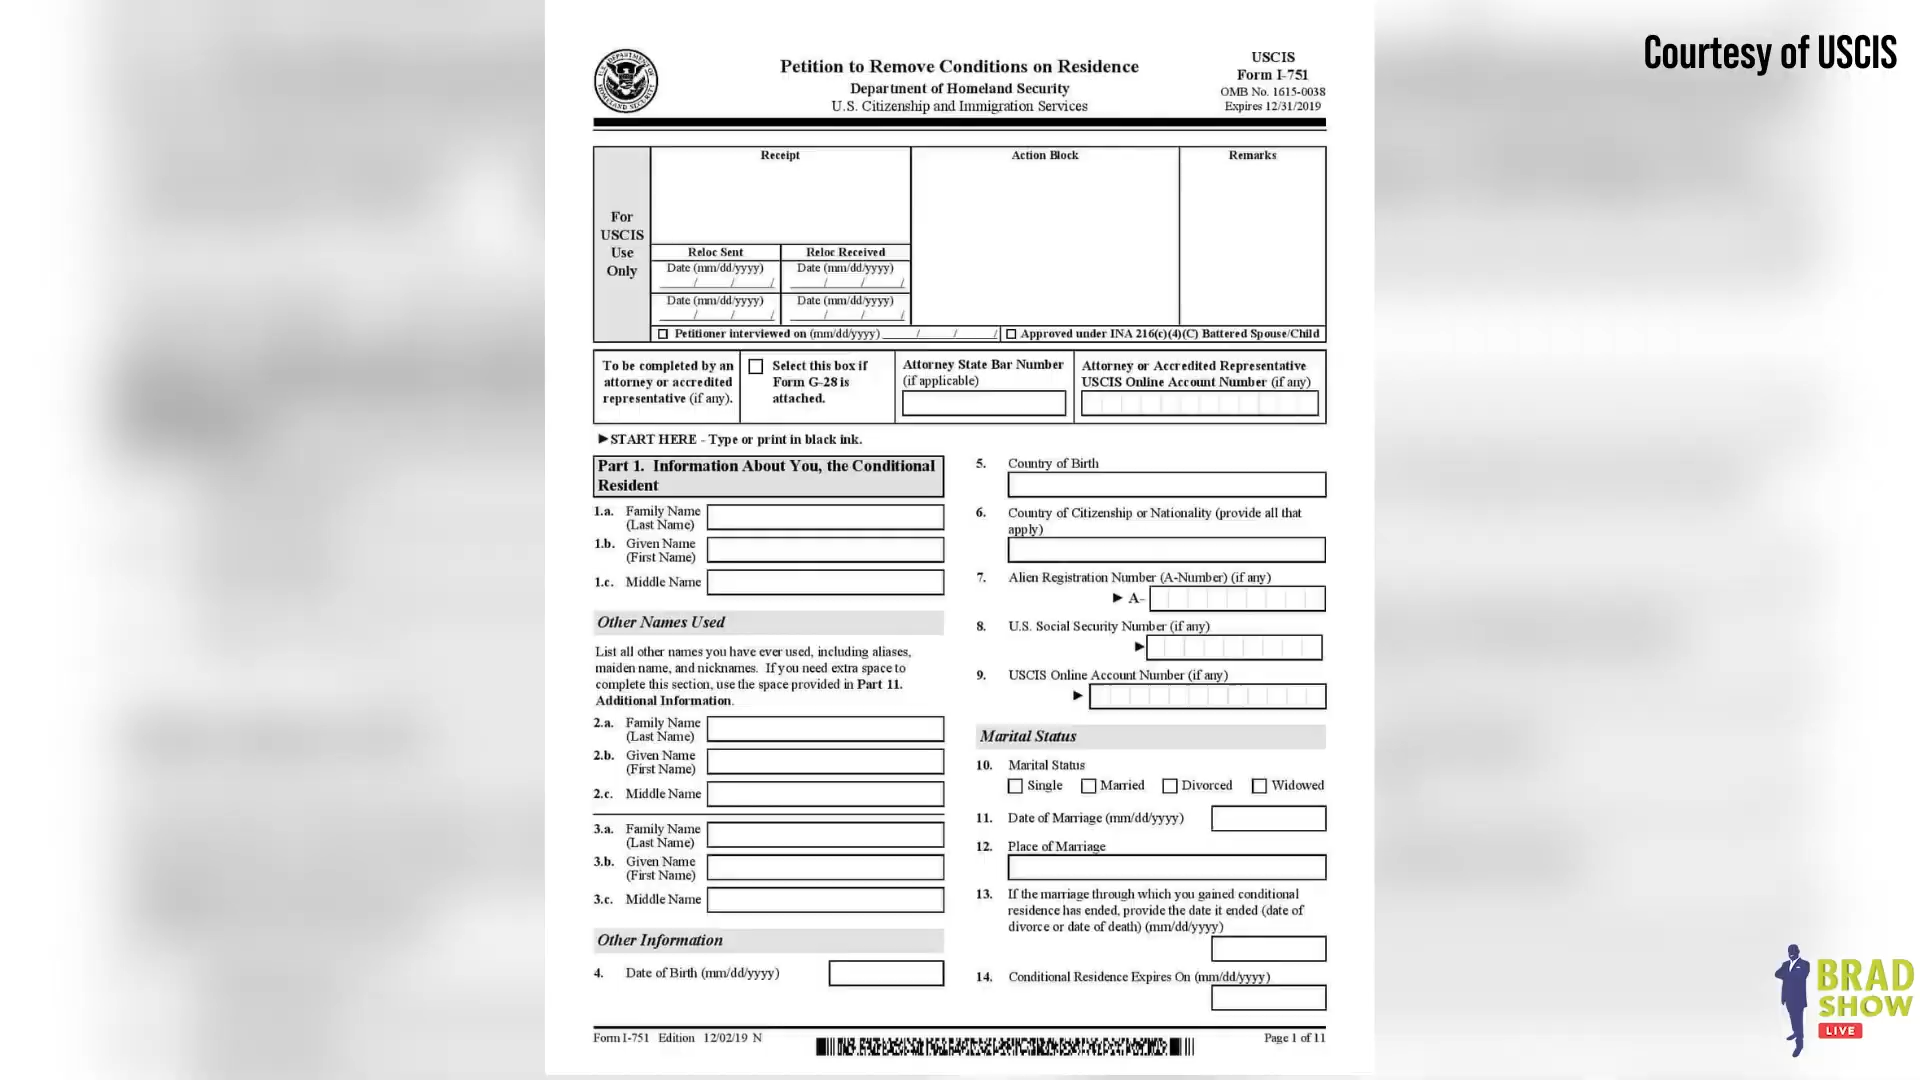 Courtesy of USCIS
Petition to Remove Conditions on Residence
Department of Homeland Security
U.S. Citizenship and Immigration Services
USCIS
Form I-751
OMB No. 1615-0038
Expires 12/31/2019
For
USCIS
Use
Only
Receipt
Action Block
Remarks
Reloc Sent
Reloc Received
Date (mm/dd/yyyy)
Date (mm/dd/yyyy)
/ / /
/ / /
Date (mm/dd/yyyy)
Date (mm/dd/yyyy)
/ / /
/ / /
Petitioner interviewed on (mm/dd/yyyy) / / /
Approved under INA 216(c)(4)(C) Battered Spouse/Child
To be completed by an
attorney or accredited
representative (if any).
Select this box if
Form G-28 is
attached.
Attorney State Bar Number
(if applicable)
Attorney or Accredited Representative
USCIS Online Account Number (if any)
►START HERE - Type or print in black ink.
Part 1. Information About You, the Conditional
Resident
1.a. Family Name
(Last Name)
1.b. Given Name
(First Name)
1.c. Middle Name
Other Names Used
List all other names you have ever used, including aliases,
maiden name, and nicknames. If you need extra space to
complete this section, use the space provided in Part 11.
Additional Information.
2.a. Family Name
(Last Name)
2.b. Given Name
(First Name)
2.c. Middle Name
3.a. Family Name
(Last Name)
3.b. Given Name
(First Name)
3.c. Middle Name
Other Information
4. Date of Birth (mm/dd/yyyy)
5. Country of Birth
6. Country of Citizenship or Nationality (provide all that
apply)
7. Alien Registration Number (A-Number) (if any)
► A-
8. U.S. Social Security Number (if any)
►
9. USCIS Online Account Number (if any)
►
Marital Status
10. Marital Status
Single Married Divorced Widowed
11. Date of Marriage (mm/dd/yyyy)
12. Place of Marriage
13. If the marriage through which you gained conditional
residence has ended, provide the date it ended (date of
divorce or date of death) (mm/dd/yyyy)
14. Conditional Residence Expires On (mm/dd/yyyy)
Form I-751 Edition 12/02/19 N
Page 1 of 11
BRAD
SHOW
LIVE